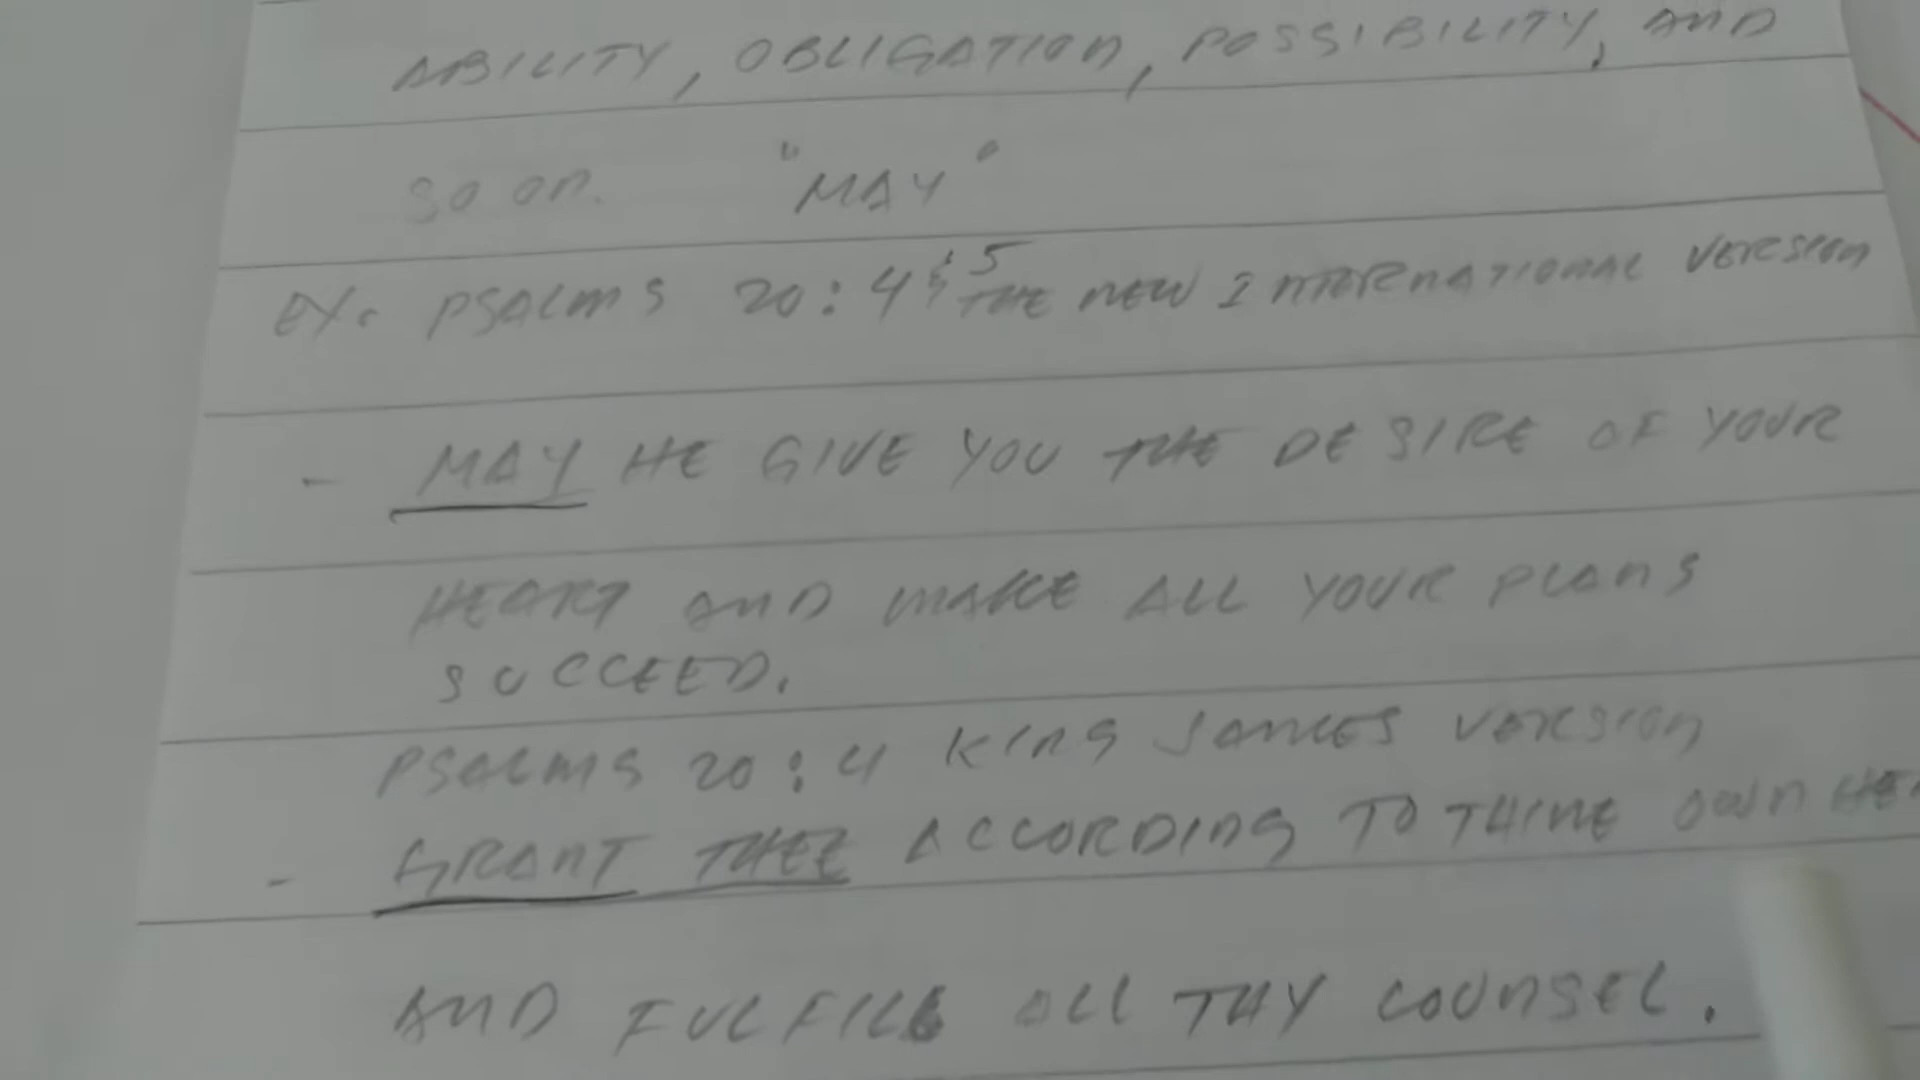 ABILITY, OBLIGATION, POSSIBILITY, AND
SO ON. "MAY"
EX. PSALMS 20:4 & 5 THE NEW INTERNATIONAL VERSION
- MAY HE GIVE YOU THE DESIRE OF YOUR
HEART AND MAKE ALL YOUR PLANS
SUCCEED.
PSALMS 20:4 KING JAMES VERSION
- GRANT THEE ACCORDING TO THINE OWN
AND FULFILL ALL THY COUNSEL.